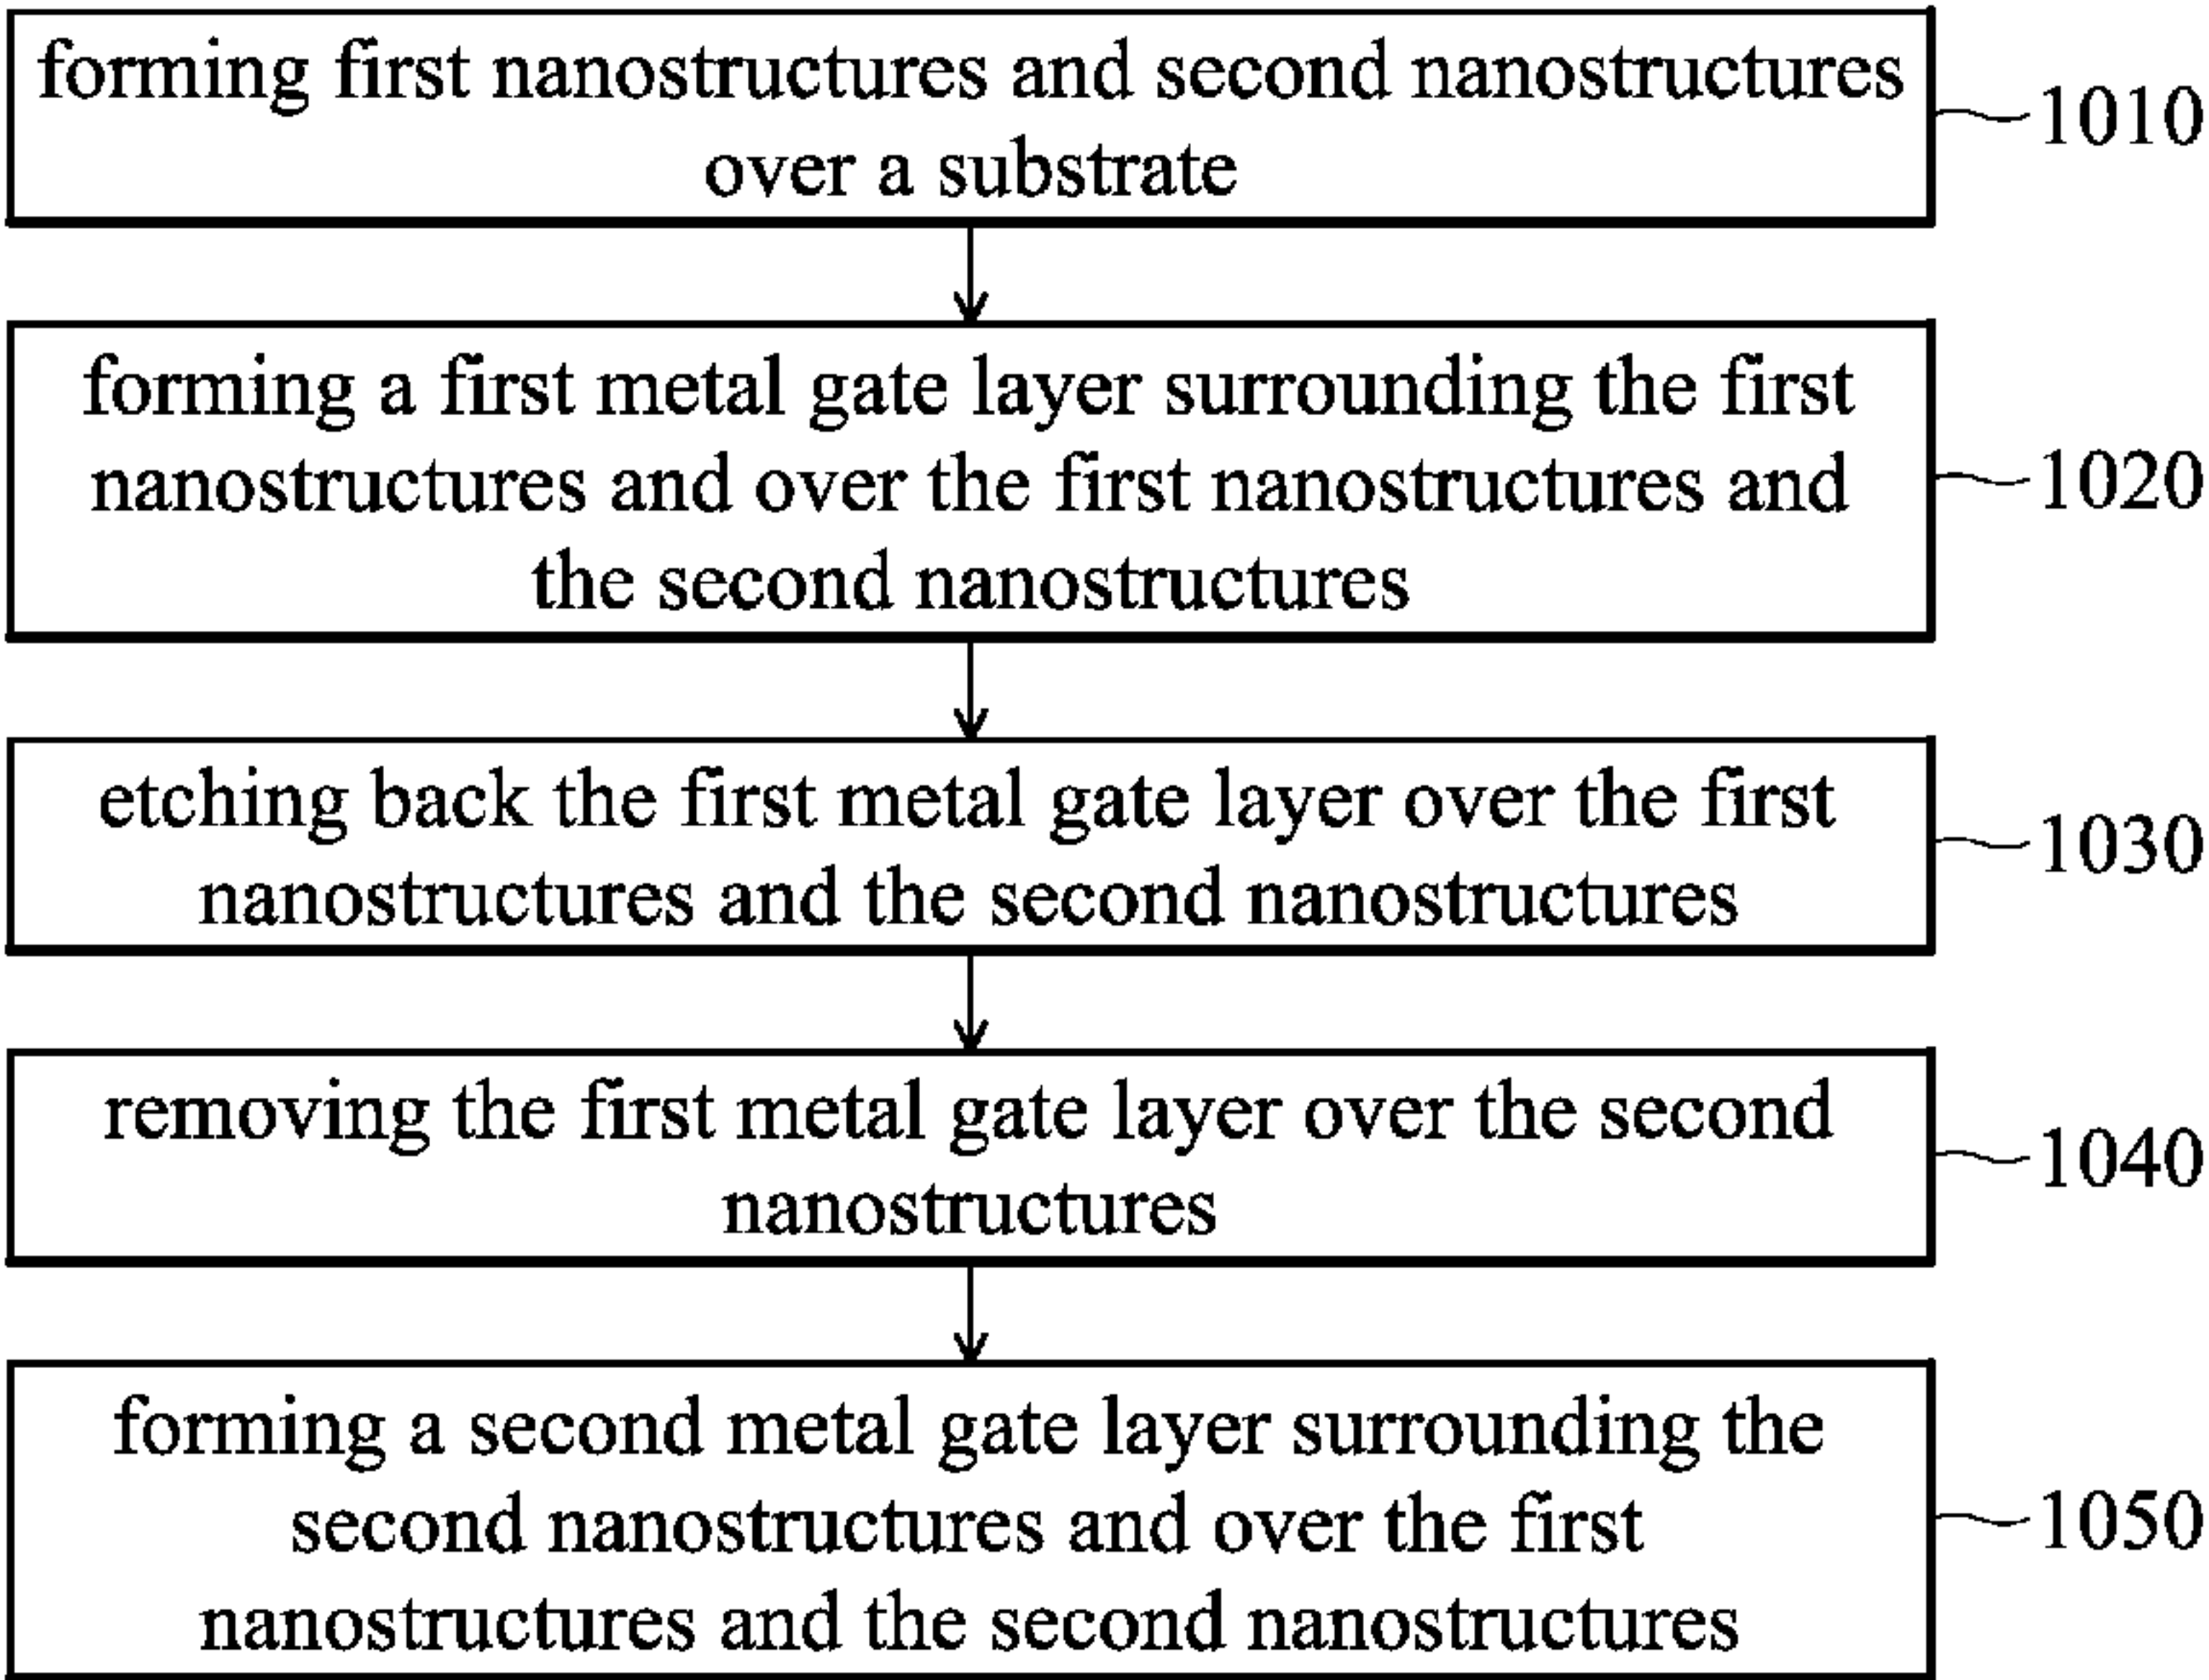 forming first nanostructures and second nanostructures
over a substrate
1010
forming a first metal gate layer surrounding the first
nanostructures and over the first nanostructures and
the second nanostructures
1020
etching back the first metal gate layer over the first
nanostructures and the second nanostructures
1030
removing the first metal gate layer over the second
nanostructures
1040
forming a second metal gate layer surrounding the
second nanostructures and over the first
nanostructures and the second nanostructures
1050